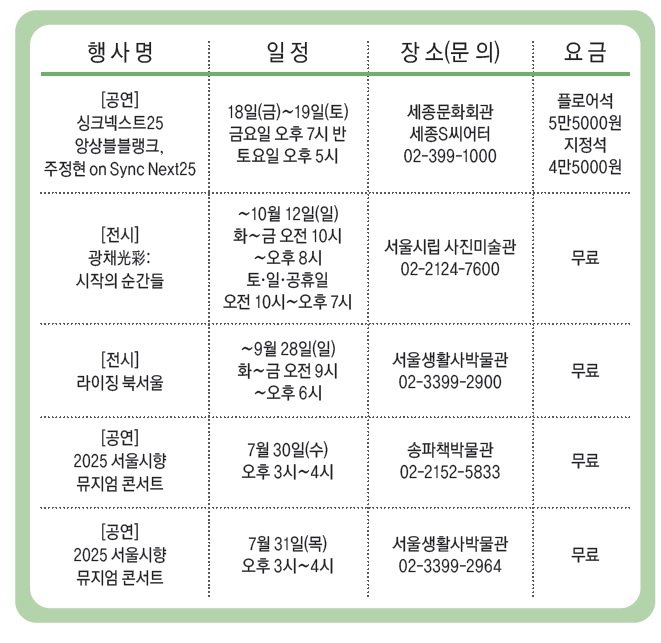 행사명 일정 장소(문의) 요금
[공연]
싱크넥스트25
앙상블블랭크,
주정현 on Sync Next25
18일(금)~19일(토)
금요일 오후 7시 반
토요일 오후 5시
세종문화회관
세종S씨어터
02-399-1000
플로어석
5만5000원
지정석
4만5000원
[전시]
광채光彩:
시작의 순간들
~10월 12일(일)
화~금 오전 10시
~오후 8시
토·일·공휴일
오전 10시~오후 7시
서울시립 사진미술관
02-2124-7600
무료
[전시]
라이징 북서울
~9월 28일(일)
화~금 오전 9시
~오후 6시
서울생활사박물관
02-3399-2900
무료
[공연]
2025 서울시향
뮤지엄 콘서트
7월 30일(수)
오후 3시~4시
송파책박물관
02-2152-5833
무료
[공연]
2025 서울시향
뮤지엄 콘서트
7월 31일(목)
오후 3시~4시
서울생활사박물관
02-3399-2964
무료